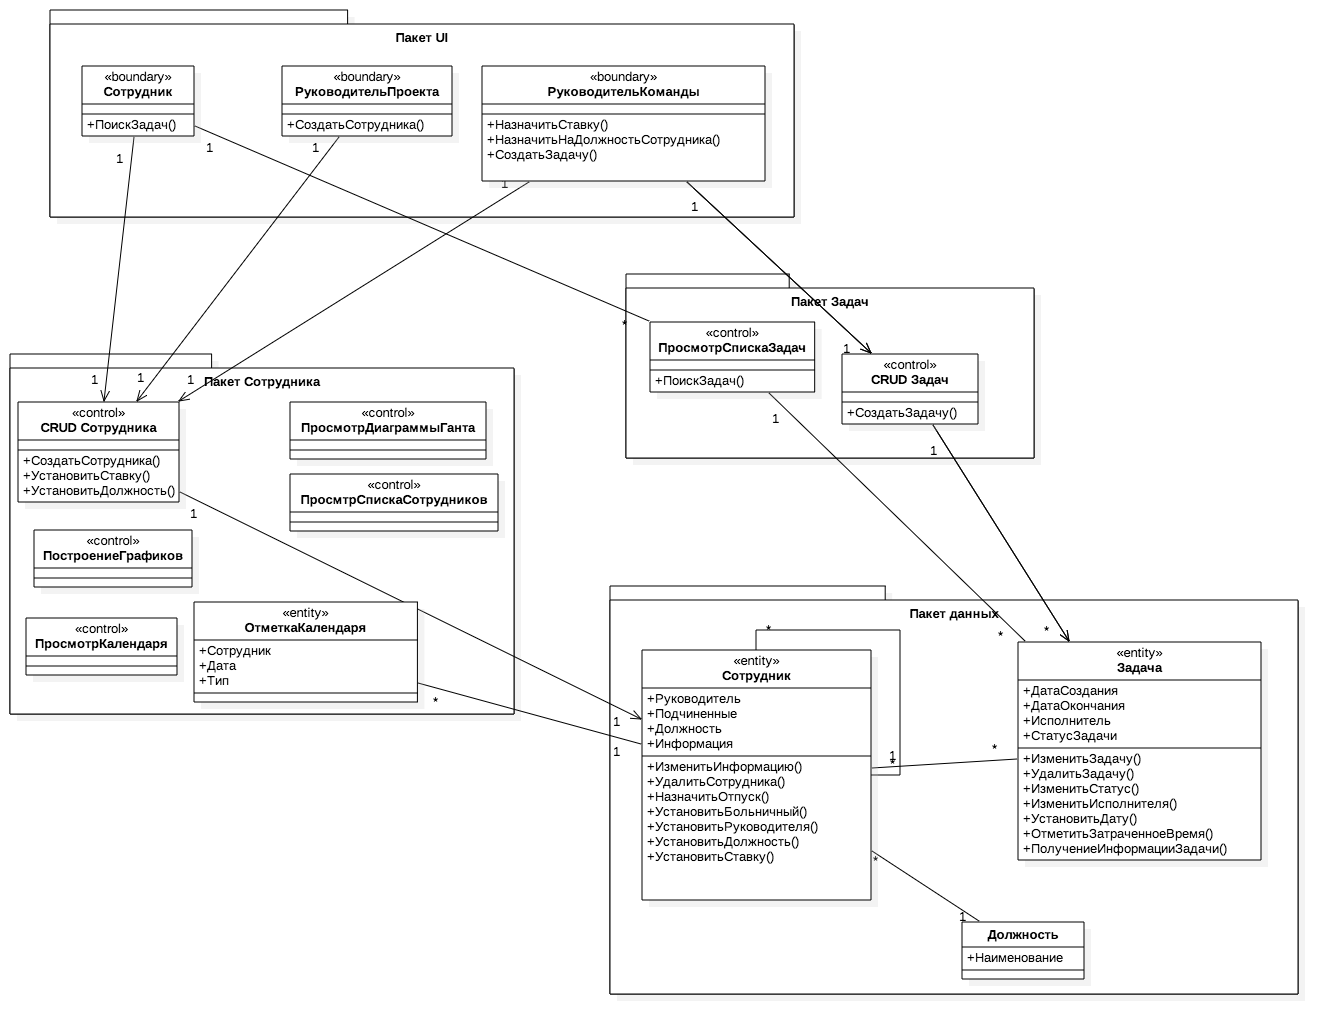 Пакет UI
«boundary»
Сотрудник
+ПоискЗадач()
«boundary»
РуководительПроекта
+СоздатьСотрудника()
«boundary»
РуководительКоманды
+НазначитьСтавку()
+НазначитьНаДолжностьСотрудника()
+СоздатьЗадачу()
1
1
1
1
1
Пакет Задач
*
«control»
ПросмотрСпискаЗадач
+ПоискЗадач()
1
1
«control»
CRUD Задач
+СоздатьЗадачу()
1
Пакет Сотрудника
1
1
1
«control»
CRUD Сотрудника
+СоздатьСотрудника()
+УстановитьСтавку()
+УстановитьДолжность()
1
«control»
ПросмотрДиаграммыГанта
«control»
ПросмтрСпискаСотрудников
«control»
ПостроениеГрафиков
«control»
ПросмотрКалендаря
«entity»
ОтметкаКалендаря
+Сотрудник
+Дата
+Тип
*
Пакет данных
*
1
1
«entity»
Сотрудник
+Руководитель
+Подчиненные
+Должность
+Информация
+ИзменитьИнформацию()
+УдалитьСотрудника()
+НазначитьОтпуск()
+УстановитьБольничный()
+УстановитьРуководителя()
+УстановитьДолжность()
+УстановитьСтавку()
1
*
*
*
*
*
«entity»
Задача
+ДатаСоздания
+ДатаОкончания
+Исполнитель
+СтатусЗадачи
+ИзменитьЗадачу()
+УдалитьЗадачу()
+ИзменитьСтатус()
+ИзменитьИсполнителя()
+УстановитьДату()
+ОтметитьЗатраченноеВремя()
+ПолучениеИнформацииЗадачи()
1
Должность
+Наименование